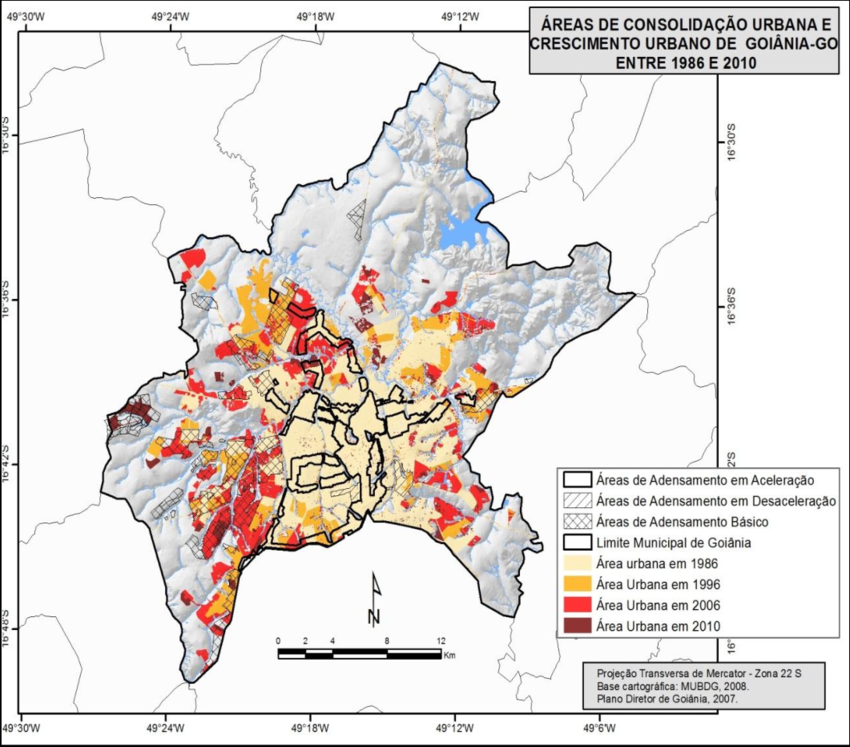 49°30'W 49°24'W 49°18'W 49°12'W
ÁREAS DE CONSOLIDAÇÃO URBANA E
CRESCIMENTO URBANO DE GOIÂNIA-GO
ENTRE 1986 E 2010
16°30'S
16°30'S
16°36'S
16°36'S
16°42'S
2°S
16°48'S
16°
Áreas de Adensamento em Aceleração
Áreas de Adensamento em Desaceleração
Áreas de Adensamento Básico
Limite Municipal de Goiânia
Área urbana em 1986
Área Urbana em 1996
Área Urbana em 2006
Área Urbana em 2010
N
0 2 4 8 12
Km
Projeção Transversa de Mercator - Zona 22 S
Base cartográfica: MUBDG, 2008.
Plano Diretor de Goiânia, 2007.
49°30'W 49°24'W 49°18'W 49°12'W 49°6'W